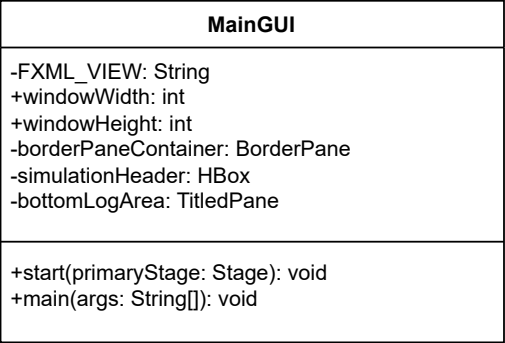 MainGUI
-FXML_VIEW: String
+windowWidth: int
+windowHeight: int
-borderPaneContainer: BorderPane
-simulationHeader: HBox
-bottomLogArea: TitledPane
+start(primaryStage: Stage): void
+main(args: String[]): void